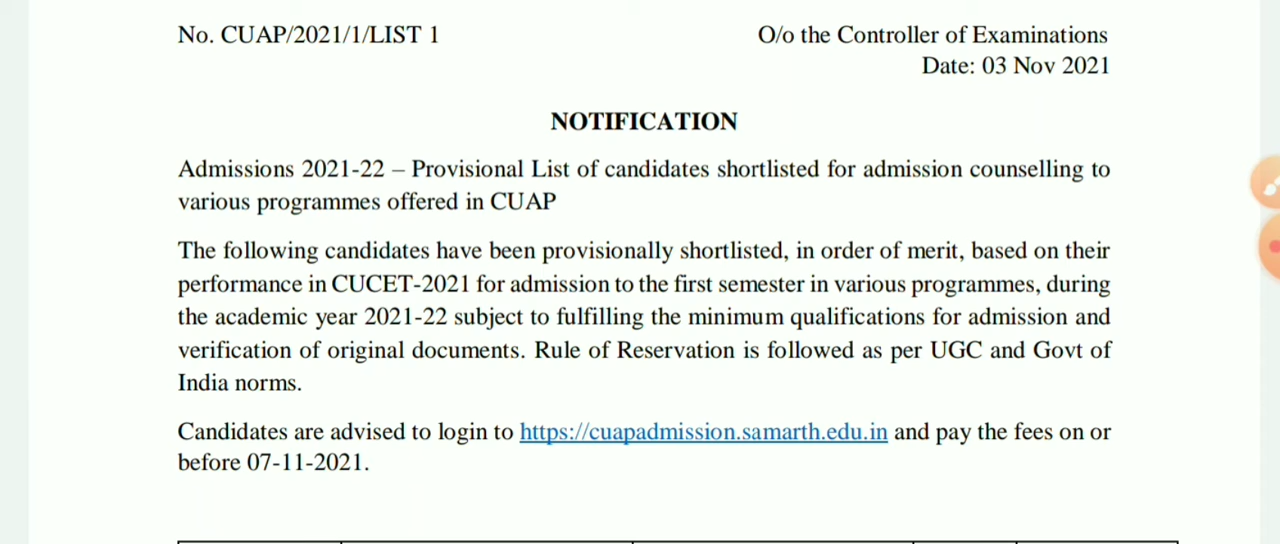 No. CUAP/2021/1/LIST 1
O/o the Controller of Examinations
Date: 03 Nov 2021
NOTIFICATION
Admissions 2021-22 – Provisional List of candidates shortlisted for admission counselling to
various programmes offered in CUAP
The following candidates have been provisionally shortlisted, in order of merit, based on their
performance in CUCET-2021 for admission to the first semester in various programmes, during
the academic year 2021-22 subject to fulfilling the minimum qualifications for admission and
verification of original documents. Rule of Reservation is followed as per UGC and Govt of
India norms.
Candidates are advised to login to https://cuapadmission.samarth.edu.in and pay the fees on or
before 07-11-2021.